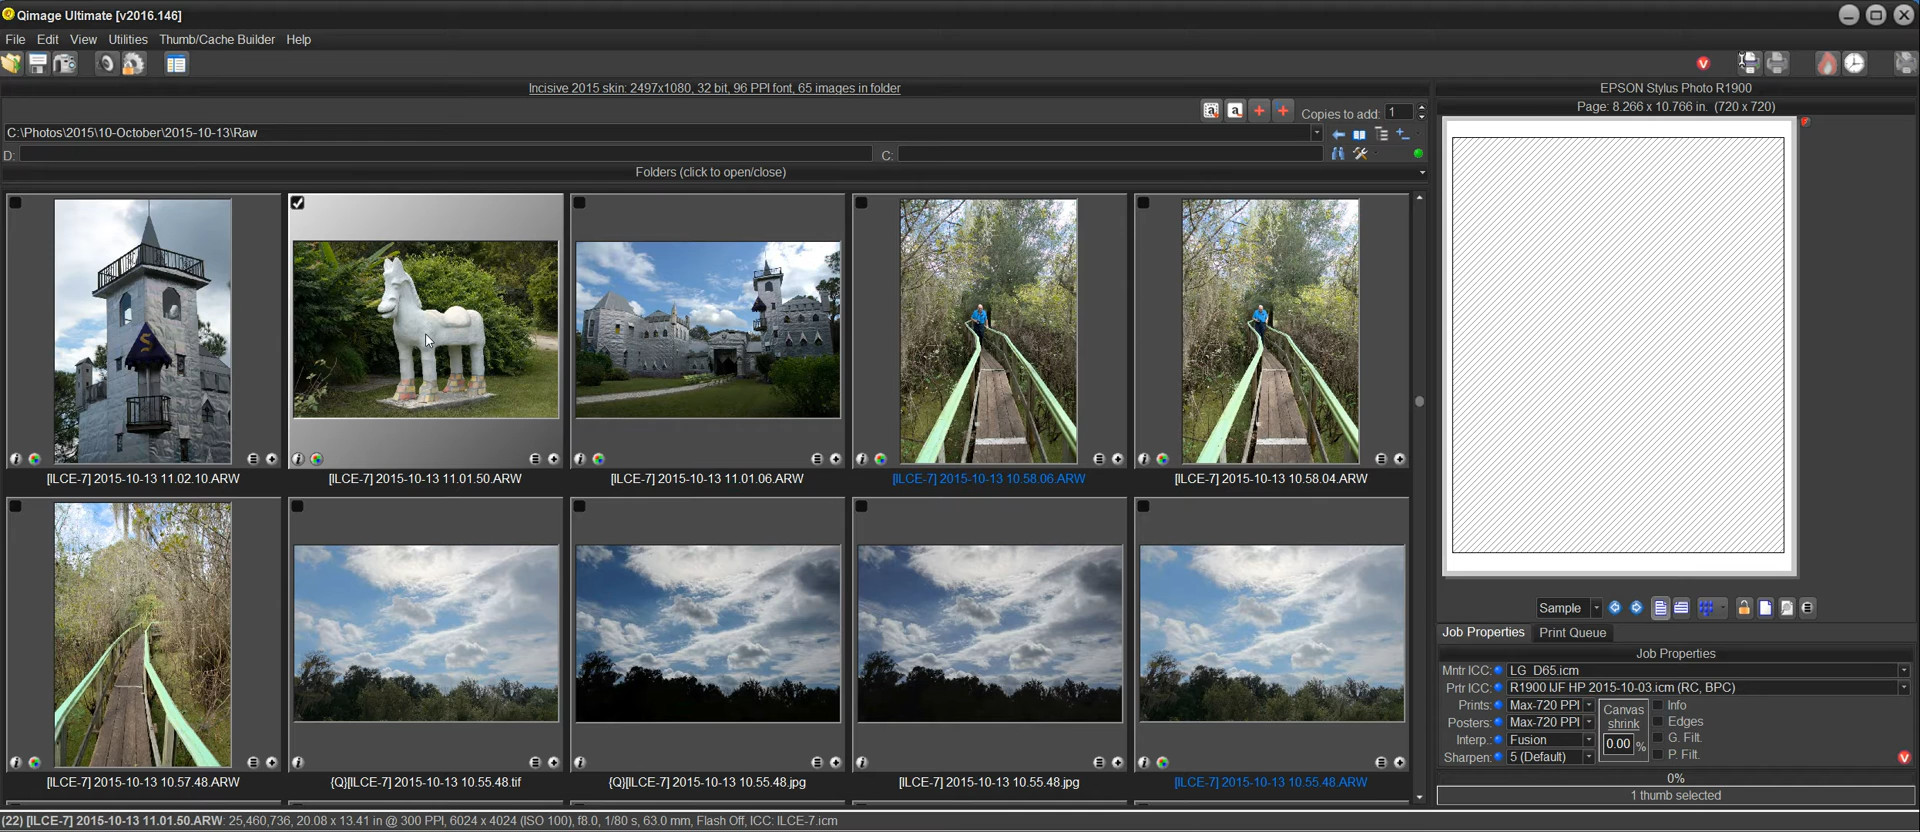 Qimage Ultimate [v2016.146]
File Edit View Utilities Thumb/Cache Builder Help
Incisive 2015 skin: 2497x1080, 32 bit, 96 PPI font, 65 images in folder
EPSON Stylus Photo R1900
Page: 8.266 x 10.766 in. (720 x 720)
Copies to add: 1
C:\Photos\2015\10-October\2015-10-13\Raw
D: C:
Folders (click to open/close)
[ILCE-7] 2015-10-13 11.02.10.ARW
[ILCE-7] 2015-10-13 11.01.50.ARW
[ILCE-7] 2015-10-13 11.01.06.ARW
[ILCE-7] 2015-10-13 10.58.06.ARW
[ILCE-7] 2015-10-13 10.58.04.ARW
[ILCE-7] 2015-10-13 10.57.48.ARW
{Q}[ILCE-7] 2015-10-13 10.55.48.tif
{Q}[ILCE-7] 2015-10-13 10.55.48.jpg
[ILCE-7] 2015-10-13 10.55.48.jpg
[ILCE-7] 2015-10-13 10.55.48.ARW
Sample
Job Properties Print Queue
Job Properties
Mntr ICC: LG D65.icm
Prtr ICC: R1900 IJF HP 2015-10-03.icm (RC, BPC)
Prints: Max-720 PPI
Posters: Max-720 PPI
Interp.: Fusion
Sharpen: 5 (Default)
Canvas
shrink
0.00 %
Info
Edges
G. Filt.
P. Filt.
0%
1 thumb selected
(22) [ILCE-7] 2015-10-13 11.01.50.ARW: 25,460,736, 20.08 x 13.41 in @ 300 PPI, 6024 x 4024 (ISO 100), f8.0, 1/80 s, 63.0 mm, Flash Off, ICC: ILCE-7.icm